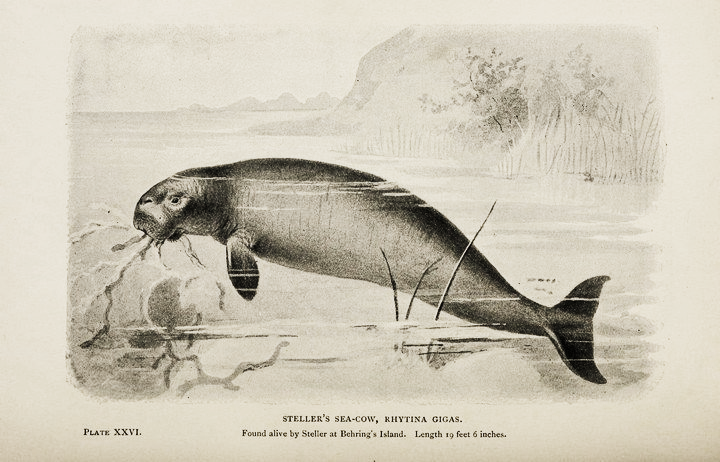 STELLER'S SEA-COW, RHYTINA GIGAS.
PLATE XXVI.
Found alive by Steller at Behring's Island. Length 19 feet 6 inches.